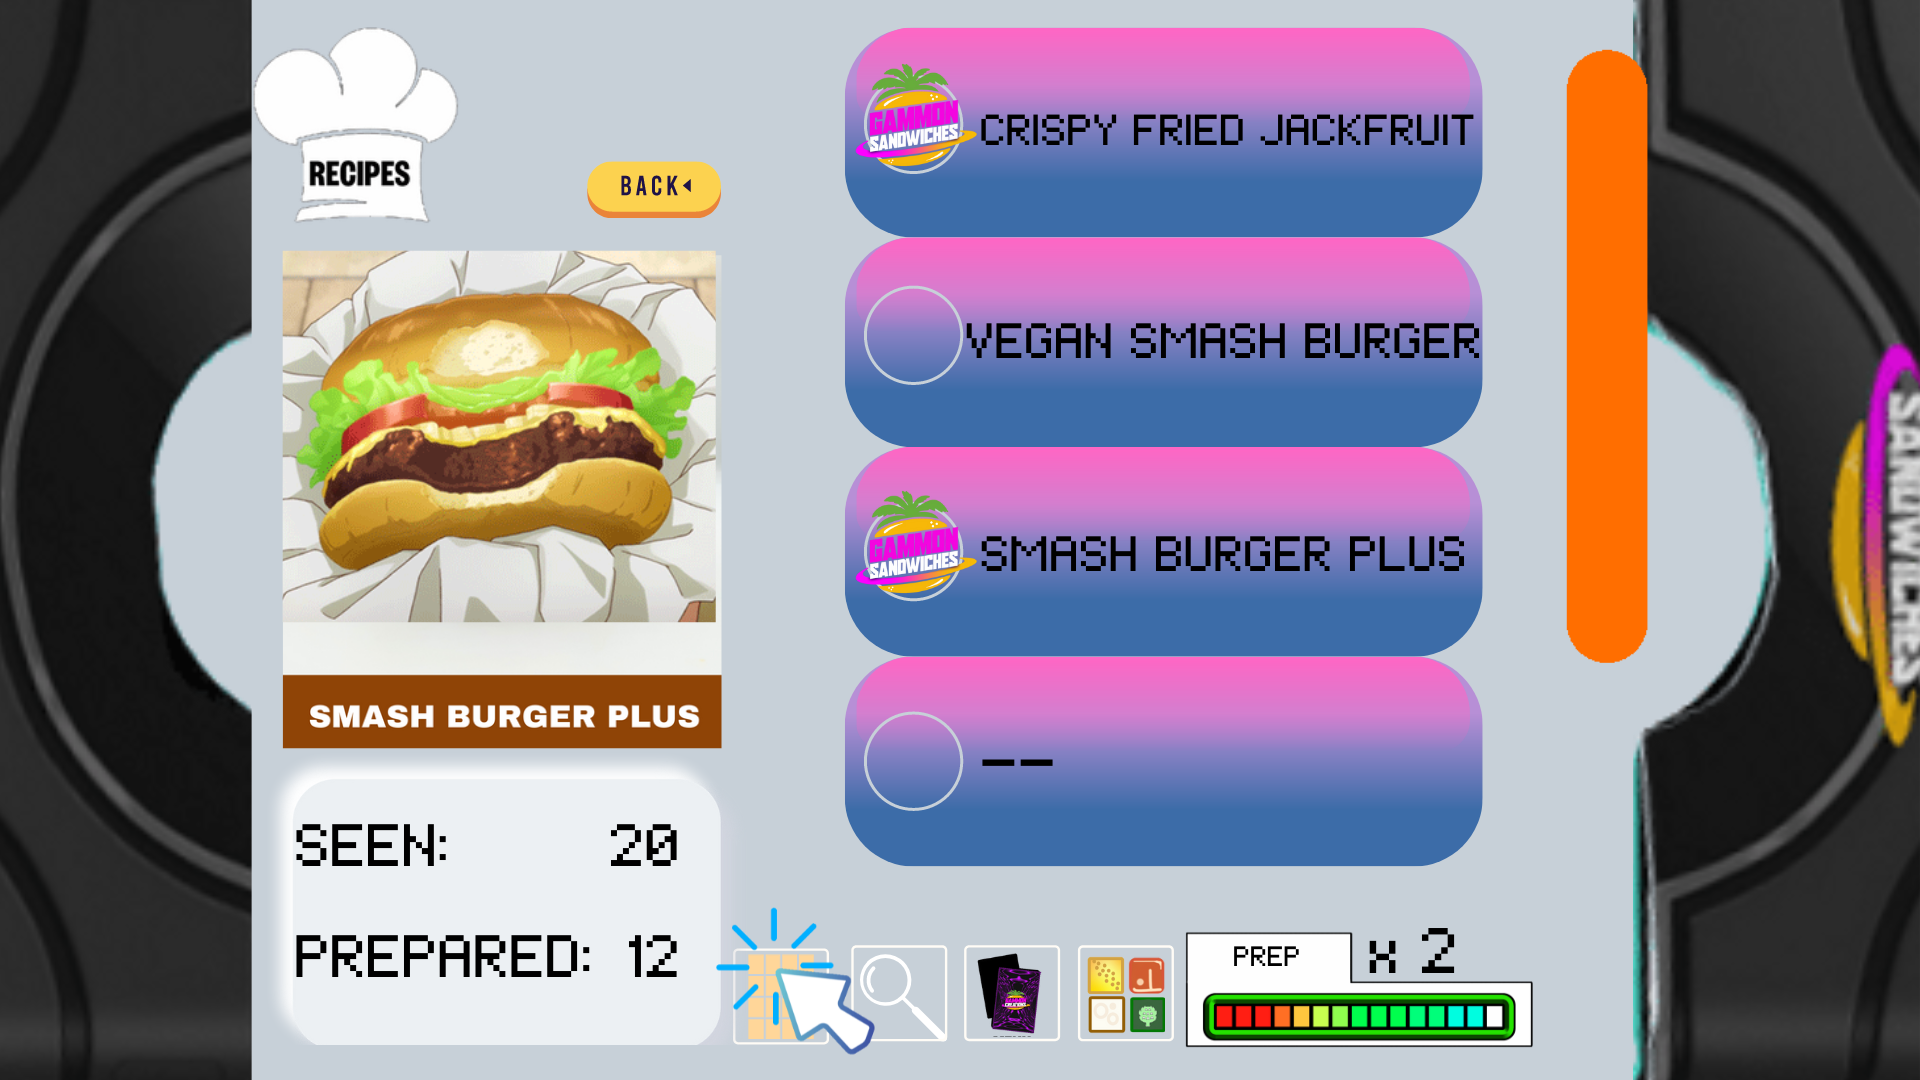 RECIPES
BACK
SMASH BURGER PLUS
SEEN: 20
PREPARED: 12
GAMMON
SANDWICHES
CRISPY FRIED JACKFRUIT
VEGAN SMASH BURGER
GAMMON
SANDWICHES
SMASH BURGER PLUS
--
PREP
x 2
SANDWICHES